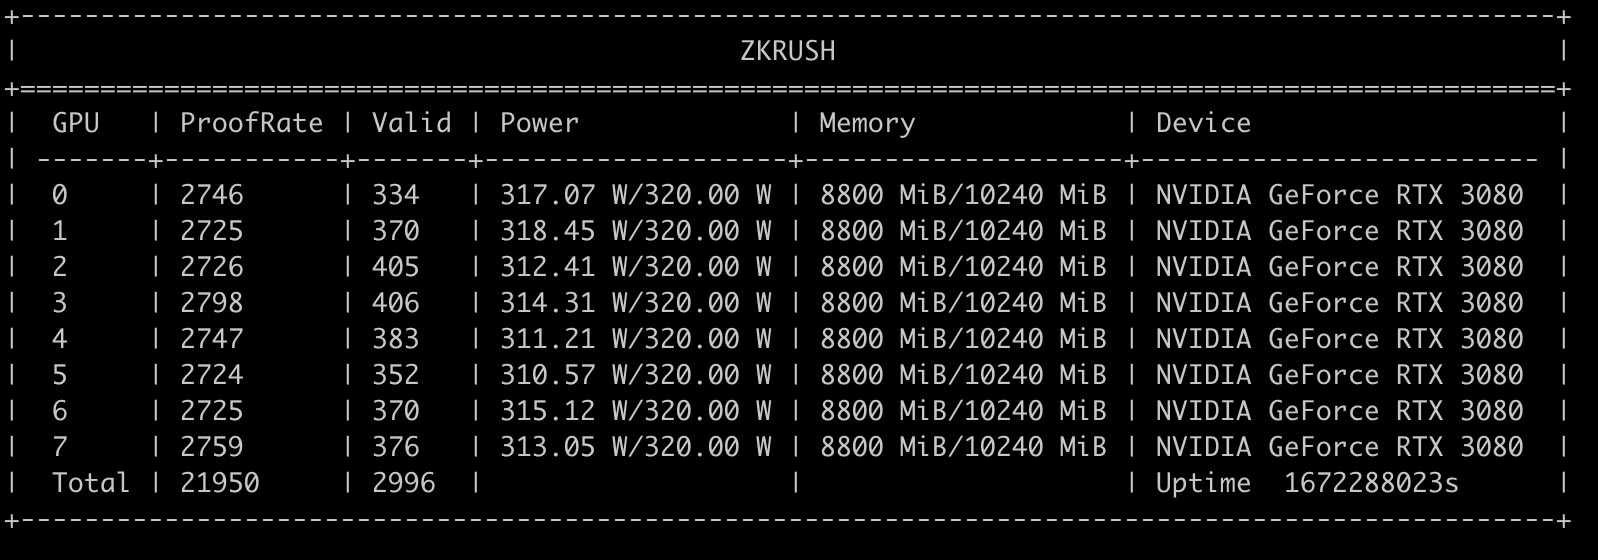 ZKRUSH
GPU | ProofRate | Valid | Power | Memory | Device
0 | 2746 | 334 | 317.07 W/320.00 W | 8800 MiB/10240 MiB | NVIDIA GeForce RTX 3080
1 | 2725 | 370 | 318.45 W/320.00 W | 8800 MiB/10240 MiB | NVIDIA GeForce RTX 3080
2 | 2726 | 405 | 312.41 W/320.00 W | 8800 MiB/10240 MiB | NVIDIA GeForce RTX 3080
3 | 2798 | 406 | 314.31 W/320.00 W | 8800 MiB/10240 MiB | NVIDIA GeForce RTX 3080
4 | 2747 | 383 | 311.21 W/320.00 W | 8800 MiB/10240 MiB | NVIDIA GeForce RTX 3080
5 | 2724 | 352 | 310.57 W/320.00 W | 8800 MiB/10240 MiB | NVIDIA GeForce RTX 3080
6 | 2725 | 370 | 315.12 W/320.00 W | 8800 MiB/10240 MiB | NVIDIA GeForce RTX 3080
7 | 2759 | 376 | 313.05 W/320.00 W | 8800 MiB/10240 MiB | NVIDIA GeForce RTX 3080
Total | 21950 | 2996 | | | Uptime 1672288023s